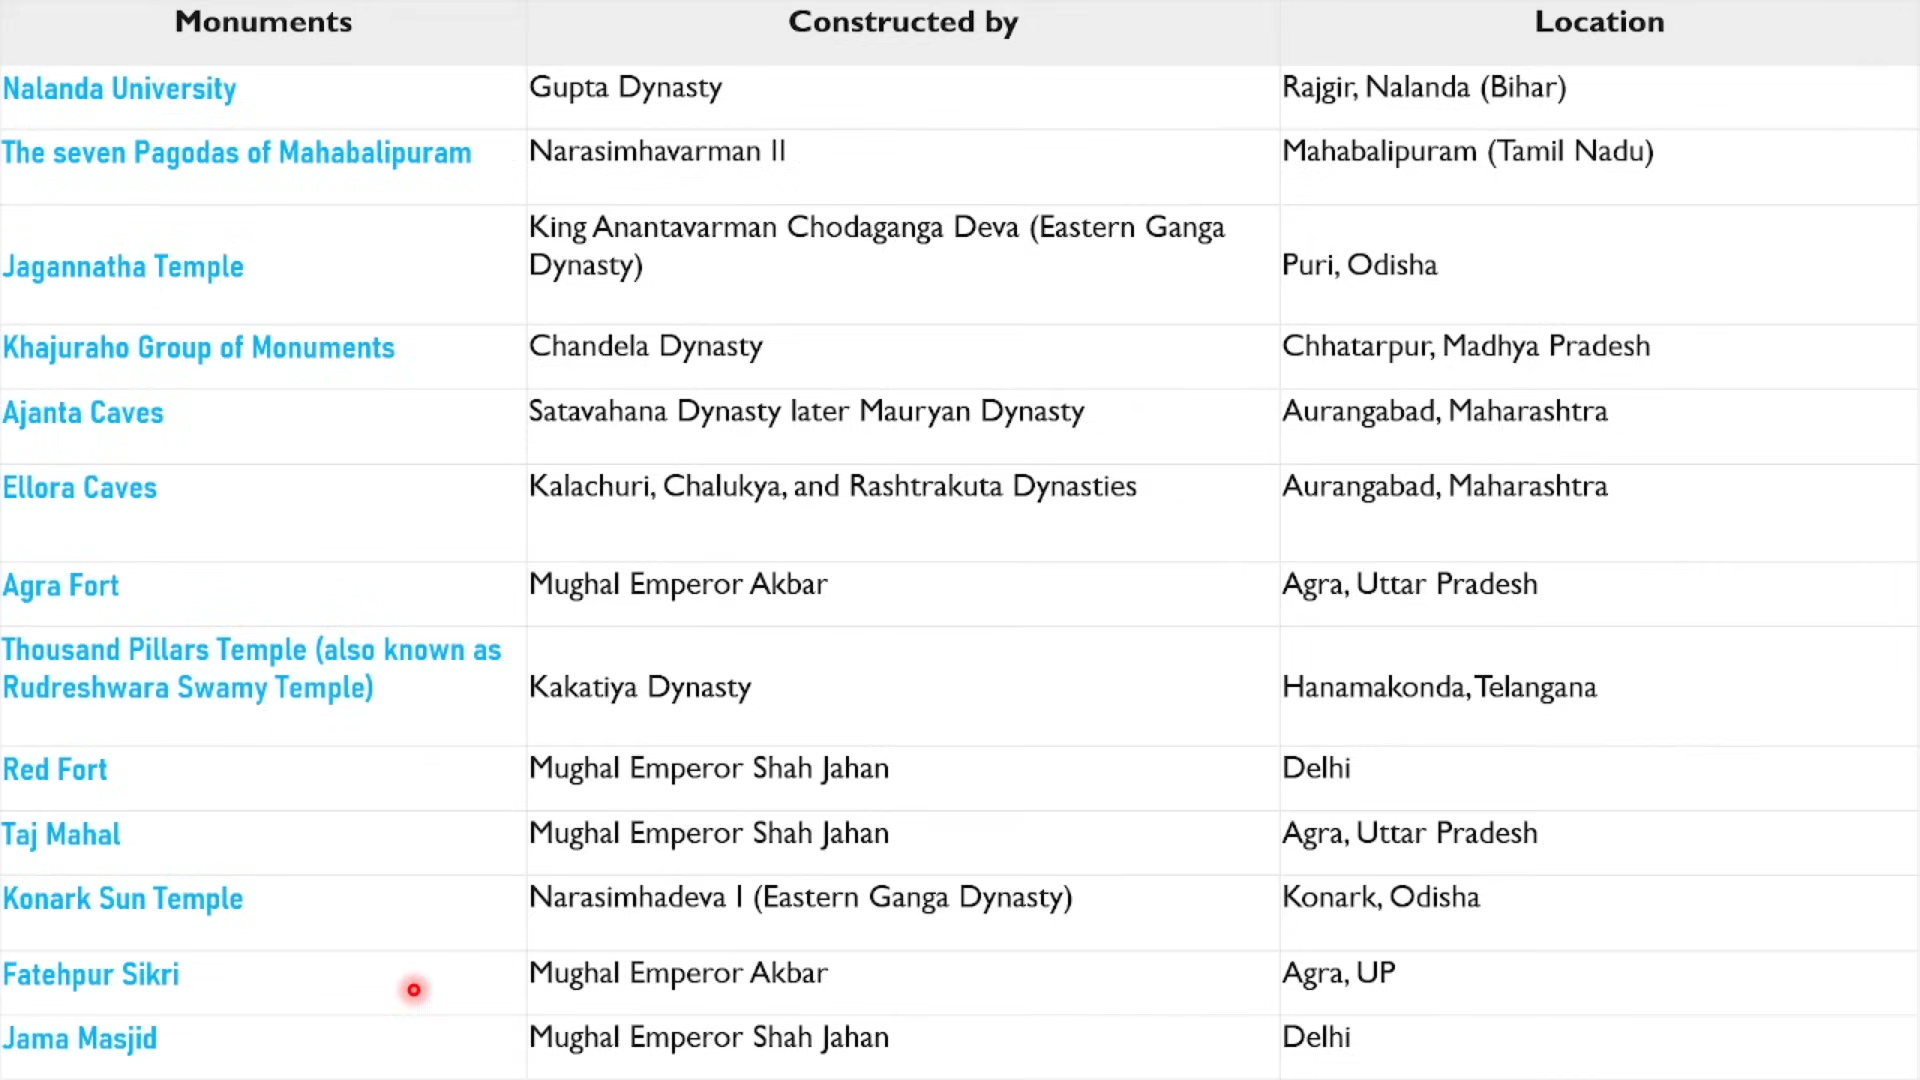 Monuments Constructed by Location
Nalanda University Gupta Dynasty Rajgir, Nalanda (Bihar)
The seven Pagodas of Mahabalipuram Narasimhavarman II Mahabalipuram (Tamil Nadu)
King Anantavarman Chodaganga Deva (Eastern Ganga
Jagannatha Temple Dynasty) Puri, Odisha
Khajuraho Group of Monuments Chandela Dynasty Chhatarpur, Madhya Pradesh
Ajanta Caves Satavahana Dynasty later Mauryan Dynasty Aurangabad, Maharashtra
Ellora Caves Kalachuri, Chalukya, and Rashtrakuta Dynasties Aurangabad, Maharashtra
Agra Fort Mughal Emperor Akbar Agra, Uttar Pradesh
Thousand Pillars Temple (also known as
Rudreshwara Swamy Temple) Kakatiya Dynasty Hanamakonda, Telangana
Red Fort Mughal Emperor Shah Jahan Delhi
Taj Mahal Mughal Emperor Shah Jahan Agra, Uttar Pradesh
Konark Sun Temple Narasimhadeva I (Eastern Ganga Dynasty) Konark, Odisha
Fatehpur Sikri Mughal Emperor Akbar Agra, UP
Jama Masjid Mughal Emperor Shah Jahan Delhi